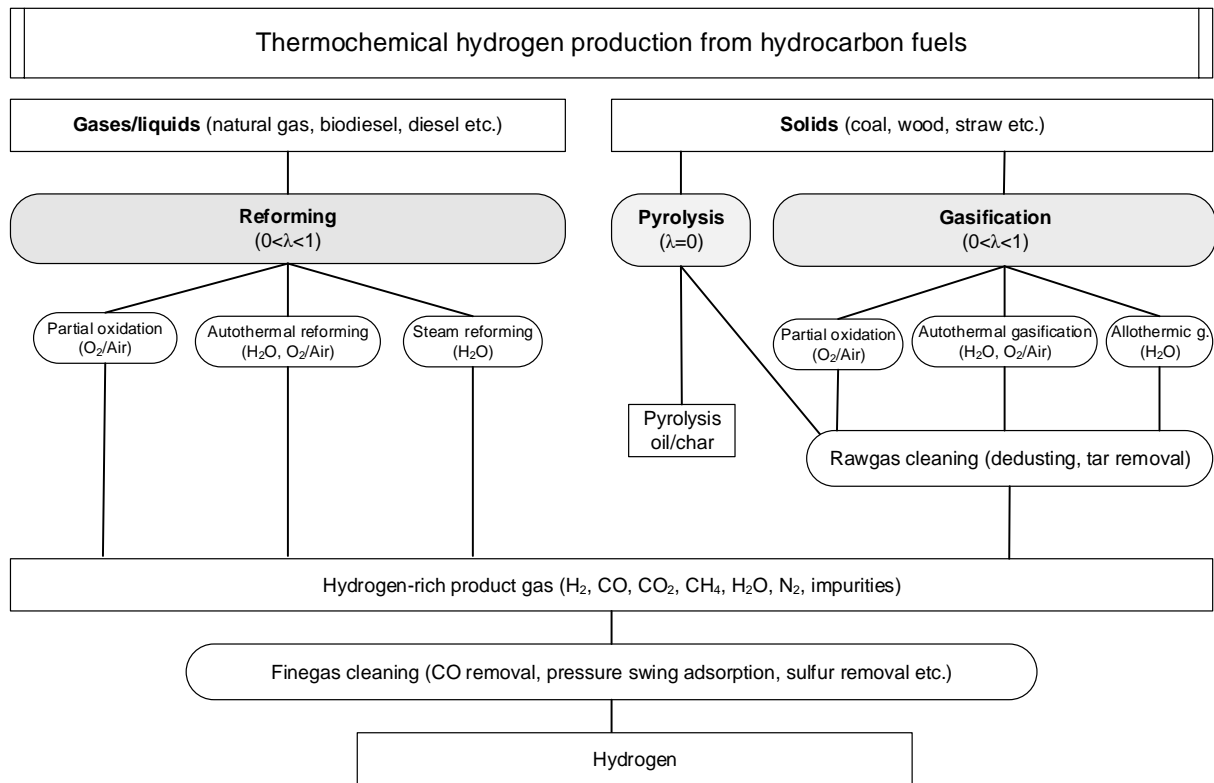 Thermochemical hydrogen production from hydrocarbon fuels
Gases/liquids (natural gas, biodiesel, diesel etc.)
Solids (coal, wood, straw etc.)
Reforming
(0<λ<1)
Pyrolysis
(λ=0)
Gasification
(0<λ<1)
Partial oxidation
(O₂/Air)
Autothermal reforming
(H₂O, O₂/Air)
Steam reforming
(H₂O)
Partial oxidation
(O₂/Air)
Autothermal gasification
(H₂O, O₂/Air)
Allothermic g.
(H₂O)
Pyrolysis
oil/char
Rawgas cleaning (dedusting, tar removal)
Hydrogen-rich product gas (H₂, CO, CO₂, CH₄, H₂O, N₂, impurities)
Finegas cleaning (CO removal, pressure swing adsorption, sulfur removal etc.)
Hydrogen